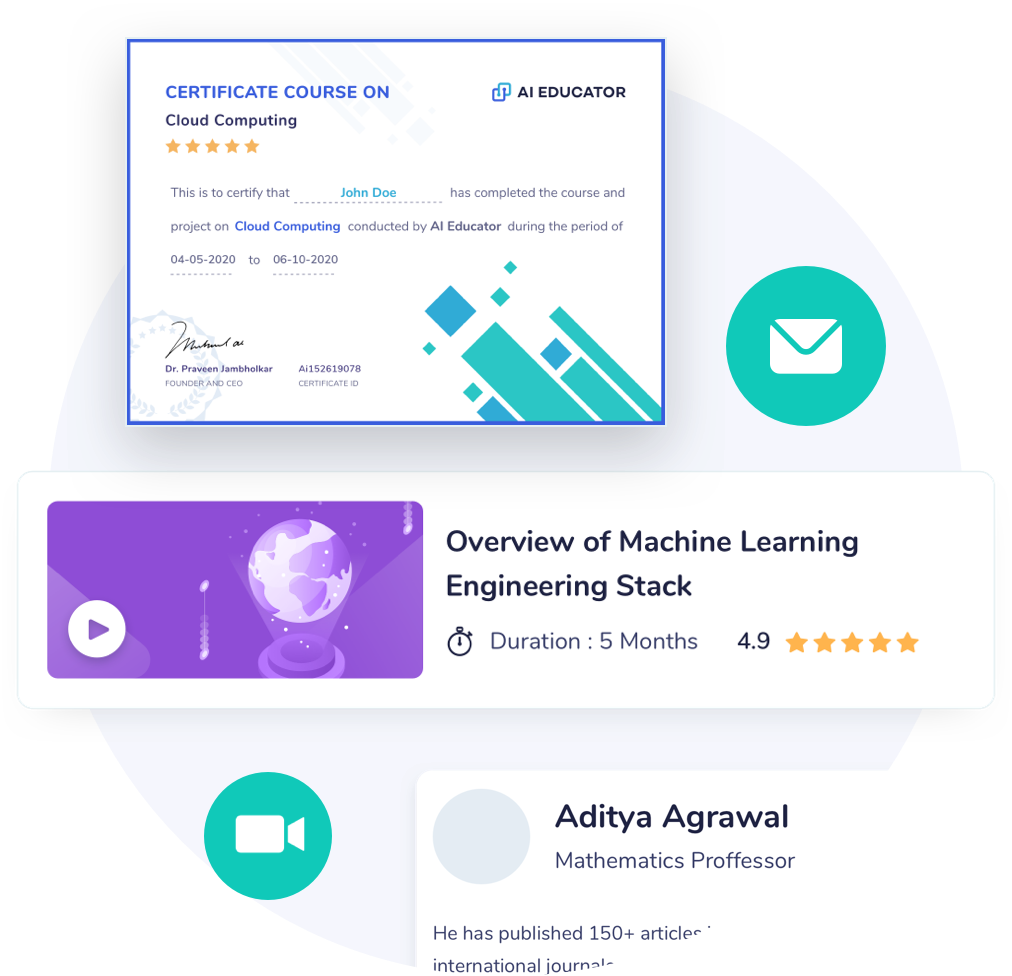 CERTIFICATE COURSE ON
AI EDUCATOR
Cloud Computing
This is to certify that John Doe has completed the course and
project on Cloud Computing conducted by AI Educator during the period of
04-05-2020 to 06-10-2020
Dr. Praveen Jambholkar Ai152619078
FOUNDER AND CEO CERTIFICATE ID
Overview of Machine Learning
Engineering Stack
Duration : 5 Months 4.9
Aditya Agrawal
Mathematics Proffessor
He has published 150+ articles
international journals